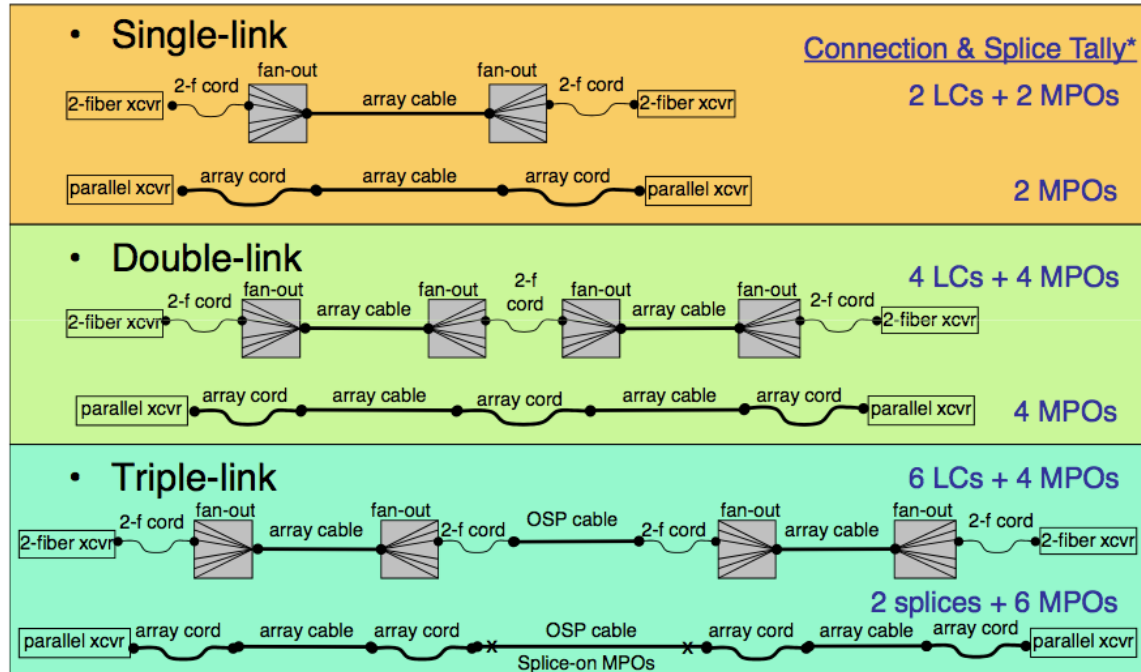 • Single-link
Connection & Splice Tally*
fan-out fan-out
2-f cord array cable 2-f cord
2-fiber xcvr 2-fiber xcvr
2 LCs + 2 MPOs
array cord array cable array cord
parallel xcvr parallel xcvr
2 MPOs
• Double-link
4 LCs + 4 MPOs
fan-out fan-out 2-f cord fan-out fan-out
2-f cord array cable array cable 2-f cord
2-fiber xcvr 2-fiber xcvr
array cord array cable array cord array cable array cord
parallel xcvr parallel xcvr
4 MPOs
• Triple-link
6 LCs + 4 MPOs
fan-out fan-out fan-out fan-out
2-f cord array cable 2-f cord OSP cable 2-f cord array cable 2-f cord
2-fiber xcvr 2-fiber xcvr
2 splices + 6 MPOs
array cord array cable array cord OSP cable array cord array cable array cord
parallel xcvr x x parallel xcvr
Splice-on MPOs